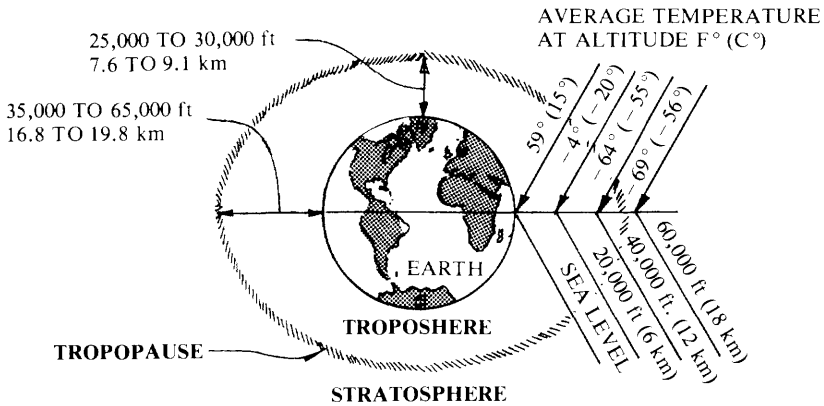 AVERAGE TEMPERATURE
AT ALTITUDE F° (C°)
25,000 TO 30,000 ft
7.6 TO 9.1 km
35,000 TO 65,000 ft
16.8 TO 19.8 km
59° (15°)
-4° (-20°)
-64° (-55°)
-69° (-56°)
EARTH
SEA LEVEL
20,000 ft (6 km)
40,000 ft. (12 km)
60,000 ft (18 km)
TROPOSHERE
TROPOPAUSE
STRATOSPHERE